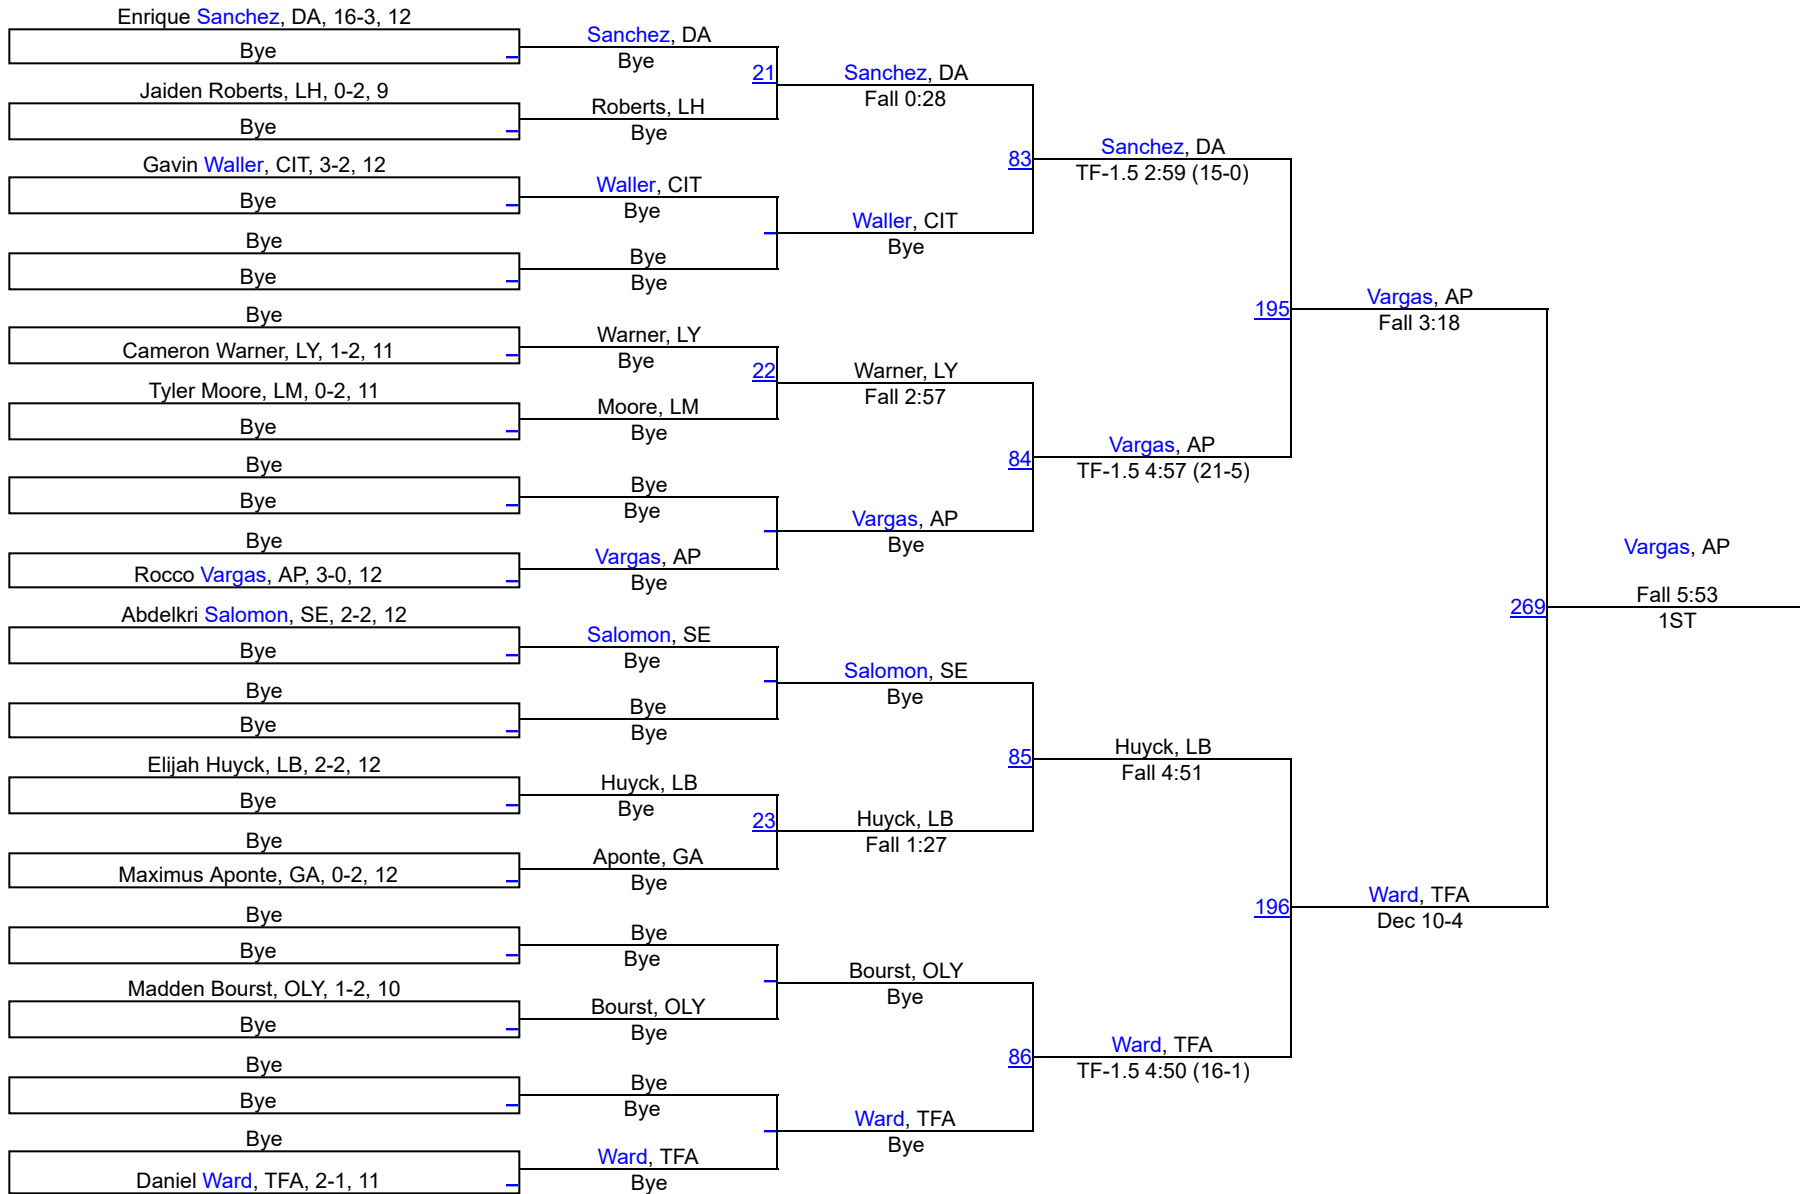 Enrique Sanchez, DA, 16-3, 12
Bye
Jaiden Roberts, LH, 0-2, 9
Bye
Gavin Waller, CIT, 3-2, 12
Bye
Bye
Bye
Bye
Cameron Warner, LY, 1-2, 11
Tyler Moore, LM, 0-2, 11
Bye
Bye
Bye
Bye
Rocco Vargas, AP, 3-0, 12
Abdelkri Salomon, SE, 2-2, 12
Bye
Bye
Bye
Elijah Huyck, LB, 2-2, 12
Bye
Bye
Maximus Aponte, GA, 0-2, 12
Bye
Bye
Madden Bourst, OLY, 1-2, 10
Bye
Bye
Bye
Bye
Daniel Ward, TFA, 2-1, 11
Sanchez, DA
Bye
21
Roberts, LH
Bye
Waller, CIT
Bye
Bye
Bye
Warner, LY
Bye
22
Moore, LM
Bye
Bye
Bye
Vargas, AP
Bye
Salomon, SE
Bye
Bye
Bye
Huyck, LB
Bye
23
Aponte, GA
Bye
Bye
Bye
Bourst, OLY
Bye
Bye
Bye
Ward, TFA
Bye
Sanchez, DA
Fall 0:28
83
Waller, CIT
Bye
Warner, LY
Fall 2:57
84
Vargas, AP
Bye
Salomon, SE
Bye
85
Huyck, LB
Fall 1:27
Bourst, OLY
Bye
86
Ward, TFA
Bye
Sanchez, DA
TF-1.5 2:59 (15-0)
195
Vargas, AP
TF-1.5 4:57 (21-5)
Huyck, LB
Fall 4:51
196
Ward, TFA
TF-1.5 4:50 (16-1)
Vargas, AP
Fall 3:18
269
Ward, TFA
Dec 10-4
Vargas, AP
Fall 5:53
1ST